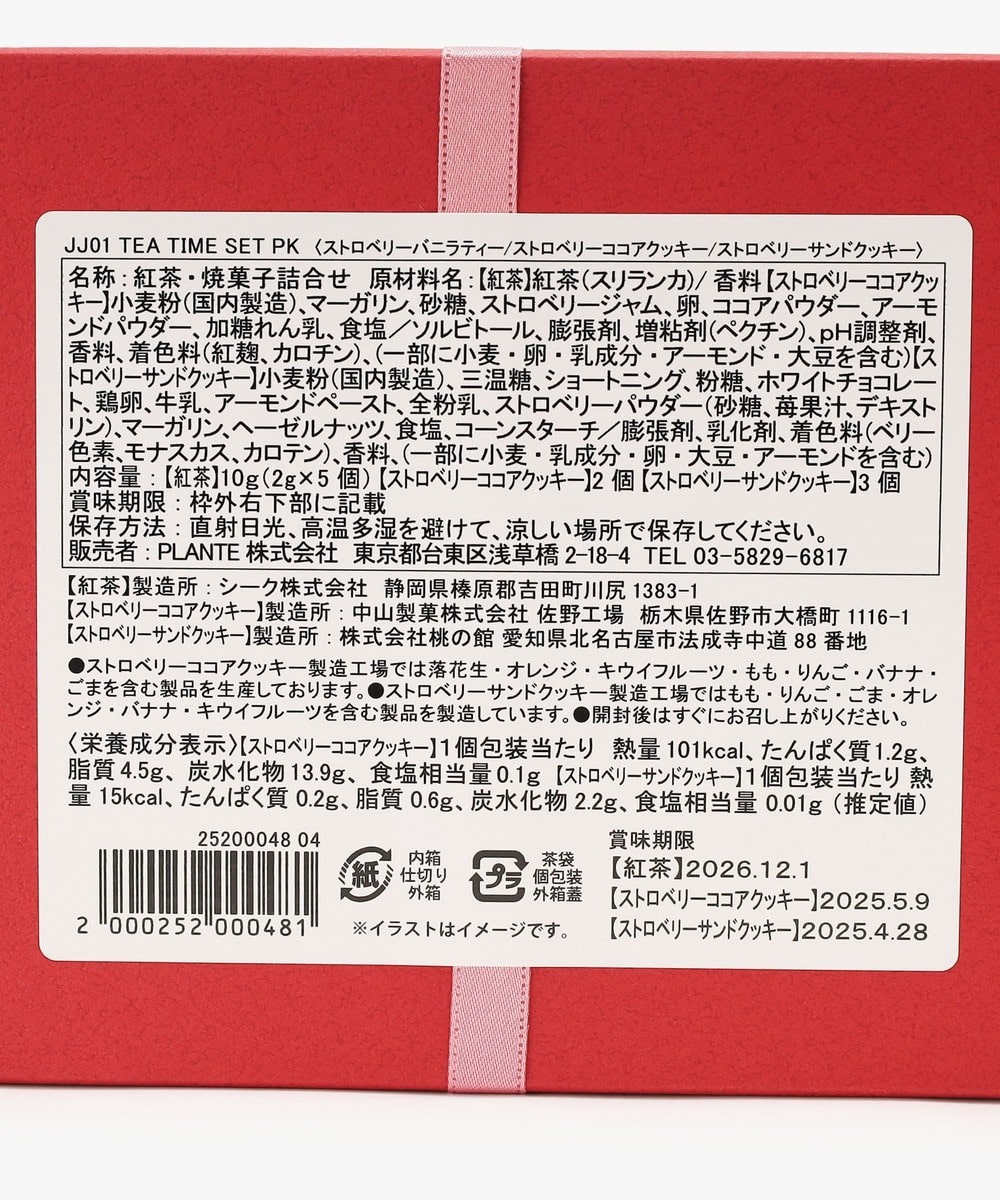 JJ01 TEA TIME SET PK 〈ストロベリーバニラティー/ストロベリーココアクッキー/ストロベリーサンドクッキー〉
名称：紅茶・焼菓子詰合せ 原材料名：【紅茶】紅茶(スリランカ)/ 香料【ストロベリーココアクッ
キー】小麦粉(国内製造)、マーガリン、砂糖、ストロベリージャム、卵、ココアパウダー、アーモ
ンドパウダー、加糖れん乳、食塩／ソルビトール、膨張剤、増粘剤(ペクチン)、pH調整剤、
香料、着色料(紅麹、カロチン)、(一部に小麦・卵・乳成分・アーモンド・大豆を含む)【ス
トロベリーサンドクッキー】小麦粉(国内製造)、三温糖、ショートニング、粉糖、ホワイトチョコレー
ト、鶏卵、牛乳、アーモンドペースト、全粉乳、ストロベリーパウダー(砂糖、苺果汁、デキスト
リン)、マーガリン、ヘーゼルナッツ、食塩、コーンスターチ／膨張剤、乳化剤、着色料(ベリー
色素、モナスカス、カロテン)、香料、(一部に小麦・乳成分・卵・大豆・アーモンドを含む)
内容量：【紅茶】10g(2g×5個)【ストロベリーココアクッキー】2個【ストロベリーサンドクッキー】3個
賞味期限：枠外右下部に記載
保存方法：直射日光、高温多湿を避けて、涼しい場所で保存してください。
販売者：PLANTE株式会社 東京都台東区浅草橋2-18-4 TEL 03-5829-6817
【紅茶】製造所：シーク株式会社 静岡県榛原郡吉田町川尻1383-1
【ストロベリーココアクッキー】製造所：中山製菓株式会社 佐野工場 栃木県佐野市大橋町1116-1
【ストロベリーサンドクッキー】製造所：株式会社桃の館 愛知県北名古屋市法成寺中道88番地
●ストロベリーココアクッキー製造工場では落花生・オレンジ・キウイフルーツ・もも・りんご・バナナ・
ごまを含む製品を生産しております。●ストロベリーサンドクッキー製造工場ではもも・りんご・ごま・オレ
ンジ・バナナ・キウイフルーツを含む製品を製造しています。●開封後はすぐにお召し上がりください。
〈栄養成分表示〉【ストロベリーココアクッキー】1個包装当たり 熱量101kcal、たんぱく質1.2g、
脂質4.5g、炭水化物13.9g、食塩相当量0.1g【ストロベリーサンドクッキー】1個包装当たり 熱
量15kcal、たんぱく質0.2g、脂質0.6g、炭水化物2.2g、食塩相当量0.01g(推定値)
25200048 04
2 000252 000481
紙
内箱
仕切り
外箱
プラ
茶袋
個包装
外箱蓋
※イラストはイメージです。
賞味期限
【紅茶】2026.12.1
【ストロベリーココアクッキー】2025.5.9
【ストロベリーサンドクッキー】2025.4.28